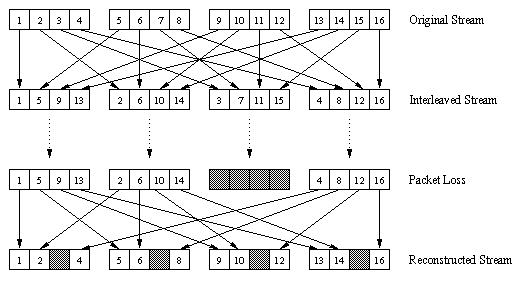 1 2 3 4 5 6 7 8 9 10 11 12 13 14 15 16 Original Stream
1 5 9 13 2 6 10 14 3 7 11 15 4 8 12 16 Interleaved Stream
1 5 9 13 2 6 10 14 4 8 12 16 Packet Loss
1 2 4 5 6 8 9 10 12 13 14 16 Reconstructed Stream